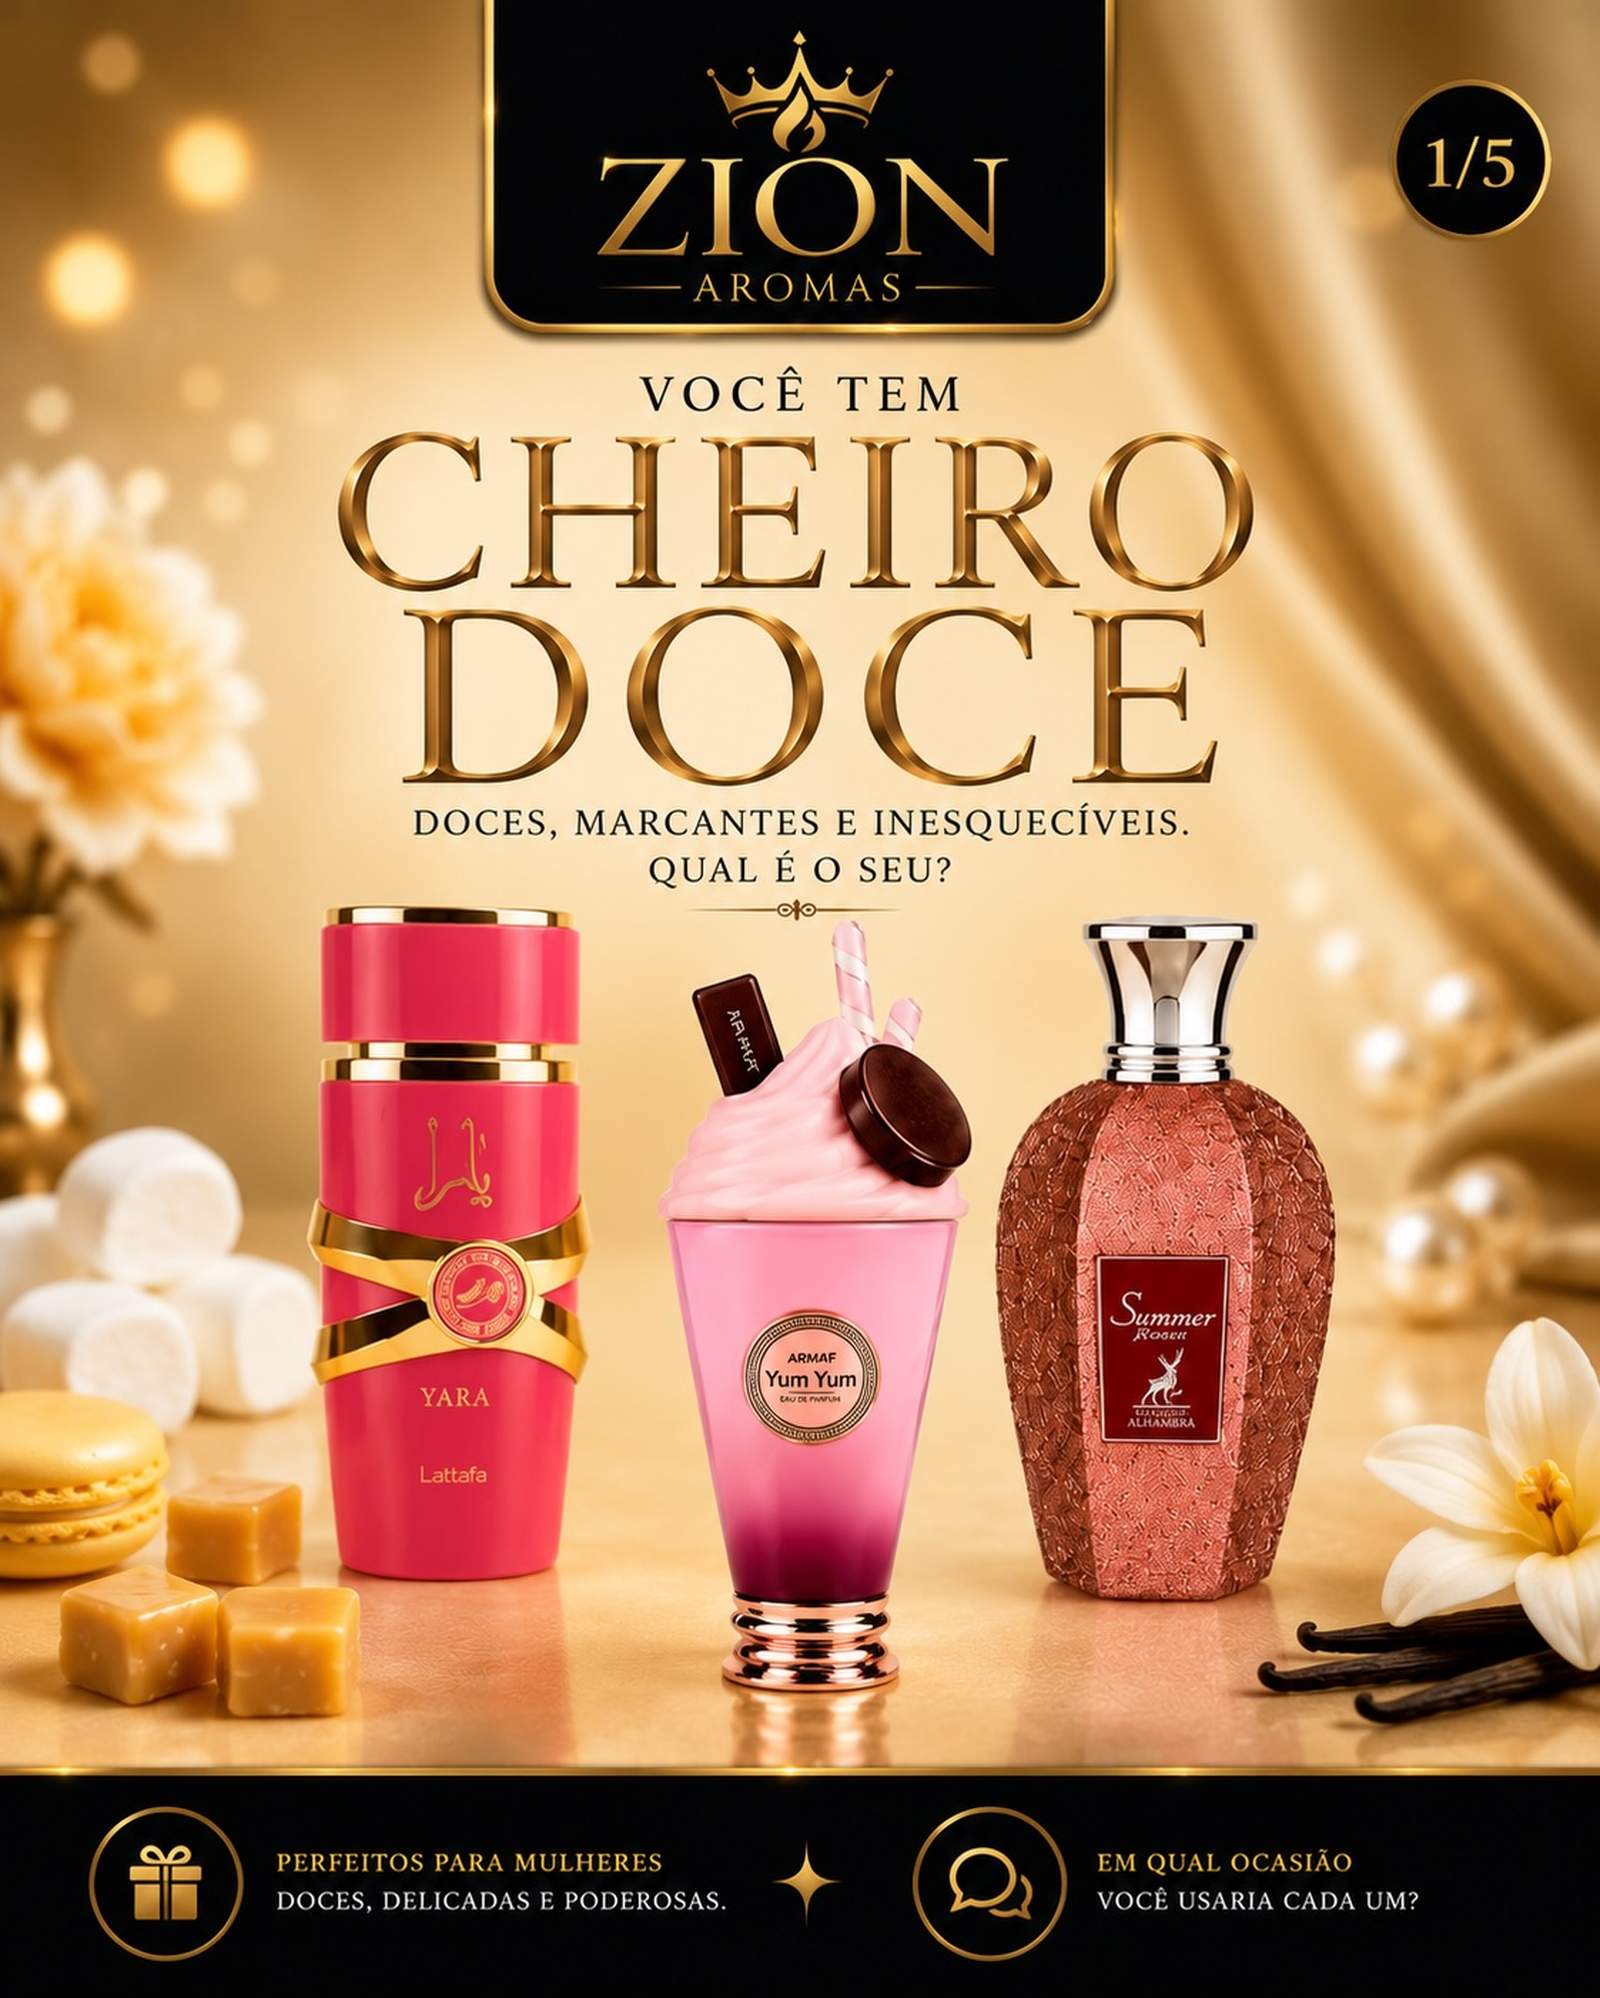 ZION
AROMAS
1/5
VOCÊ TEM
CHEIRO
DOCE
DOCES, MARCANTES E INESQUECÍVEIS.
QUAL É O SEU?
YARA
Lattafa
ARMAF
Yum Yum
EAU DE PARFUM
Summer
ALHAMBRA
PERFEITOS PARA MULHERES
DOCES, DELICADAS E PODEROSAS.
EM QUAL OCASIÃO
VOCÊ USARIA CADA UM?